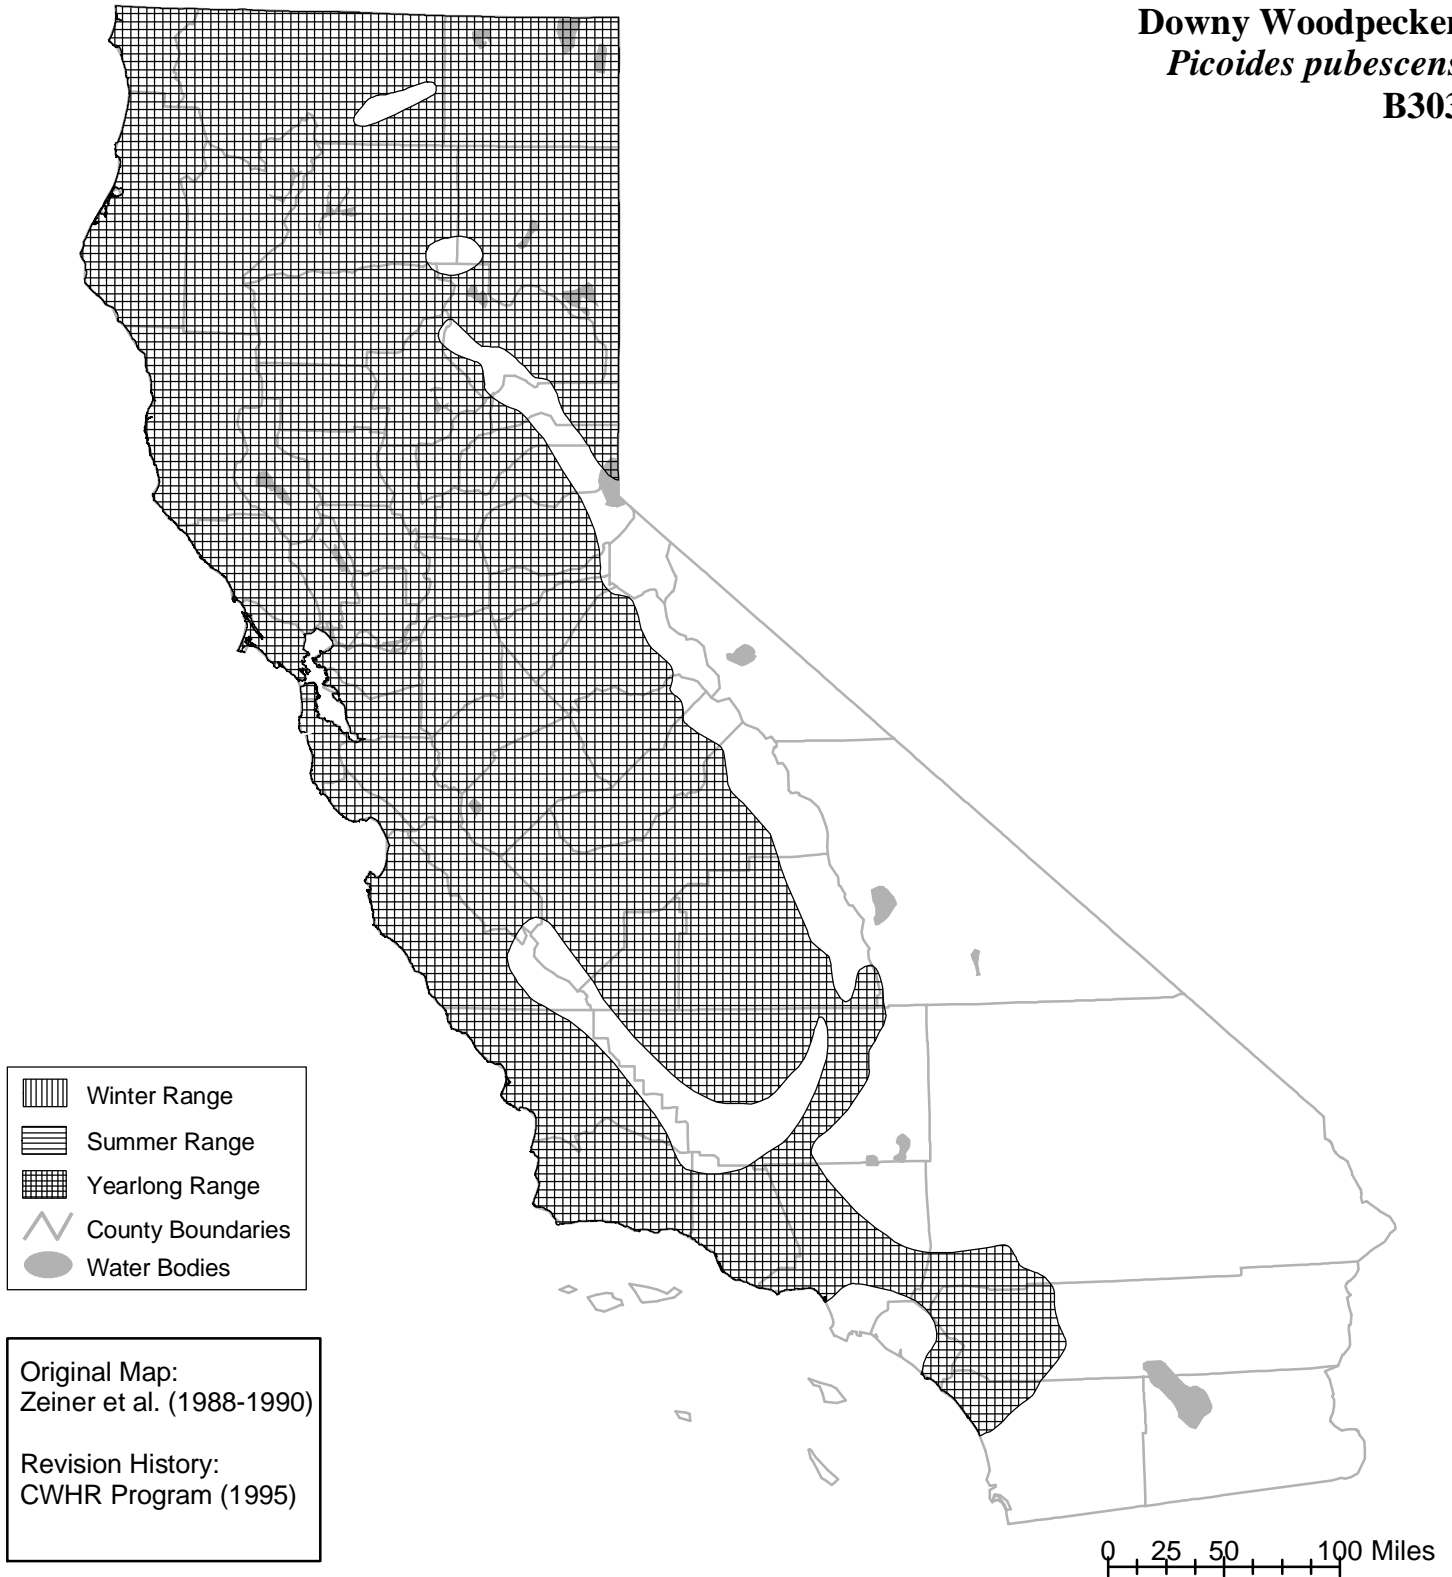 Downy Woodpecker
Picoides pubescens
B303
Winter Range
Summer Range
Yearlong Range
County Boundaries
Water Bodies
Original Map:
Zeiner et al. (1988-1990)
Revision History:
CWHR Program (1995)
0 25 50 100 Miles